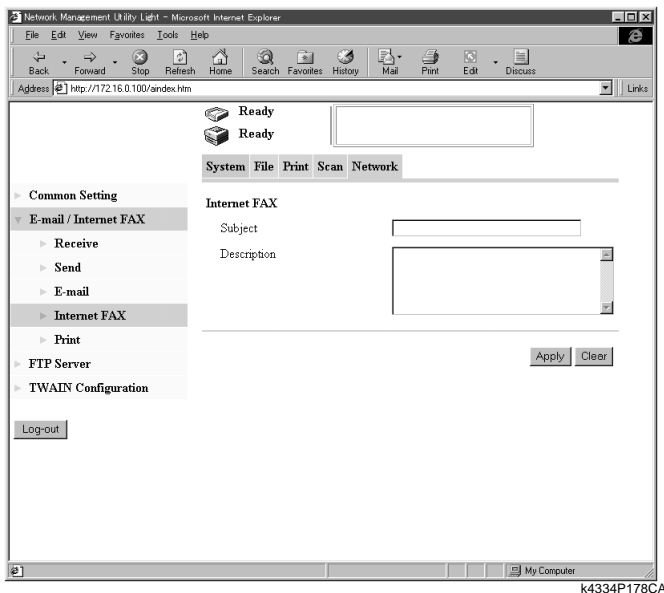 Network Management Utility Light - Microsoft Internet Explorer
File Edit View Favorites Tools Help
Back Forward Stop Refresh Home Search Favorites History Mail Print Edit Discuss
Address http://172.16.0.100/aindex.htm Links
Ready
Ready
System File Print Scan Network
Common Setting
E-mail / Internet FAX
Receive
Send
E-mail
Internet FAX
Print
FTP Server
TWAIN Configuration
Log-out
Internet FAX
Subject
Description
Apply Clear
My Computer
k4334P178CA